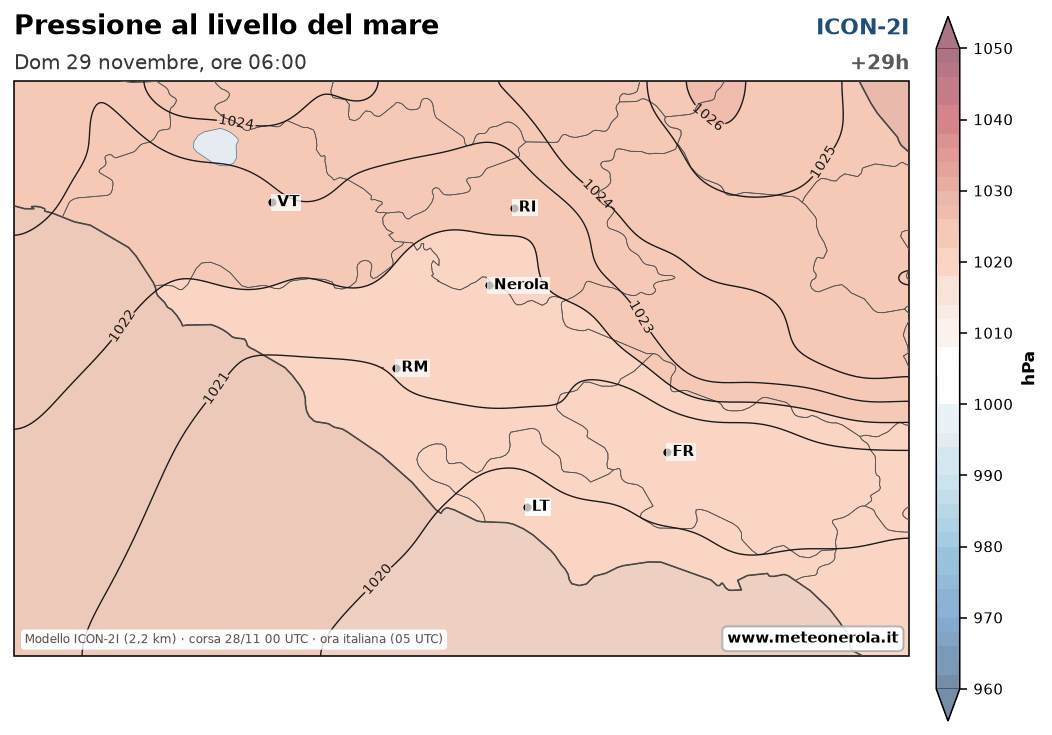 Pressione al livello del mare
ICON-2I
Dom 29 novembre, ore 06:00
+29h
1024
1026
1025
1024
VT
RI
Nerola
1023
1022
1021
RM
FR
LT
1020
Modello ICON-2I (2,2 km) · corsa 28/11 00 UTC · ora italiana (05 UTC)
www.meteonerola.it
1050
1040
1030
1020
1010
1000
990
980
970
960
hPa